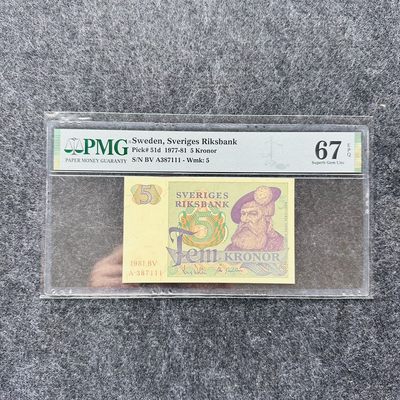 PMG
PAPER MONEY GUARANTY
Sweden, Sveriges Riksbank
Pick# 51d 1977-81 5 Kronor
S/N BV A387111 - Wmk: 5
67 EPQ
Superb Gem Unc
5
SVERIGES
RIKSBANK
5
Fem KRONOR
1981 BV
A 387111